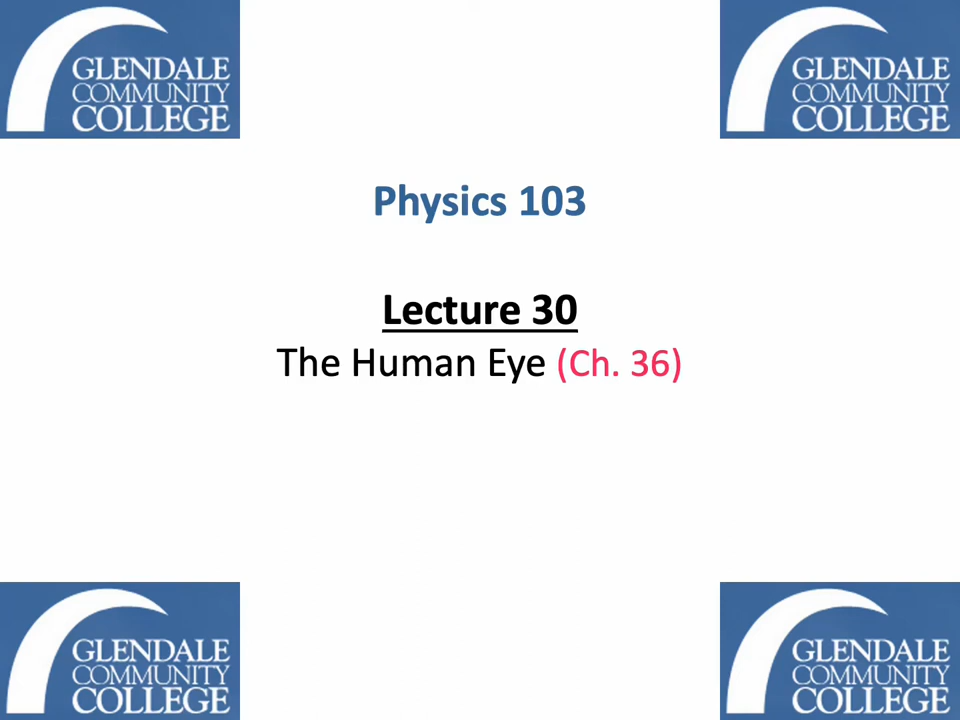 GLENDALE
COMMUNITY
COLLEGE
GLENDALE
COMMUNITY
COLLEGE
Physics 103
Lecture 30
The Human Eye (Ch. 36)
GLENDALE
COMMUNITY
COLLEGE
GLENDALE
COMMUNITY
COLLEGE